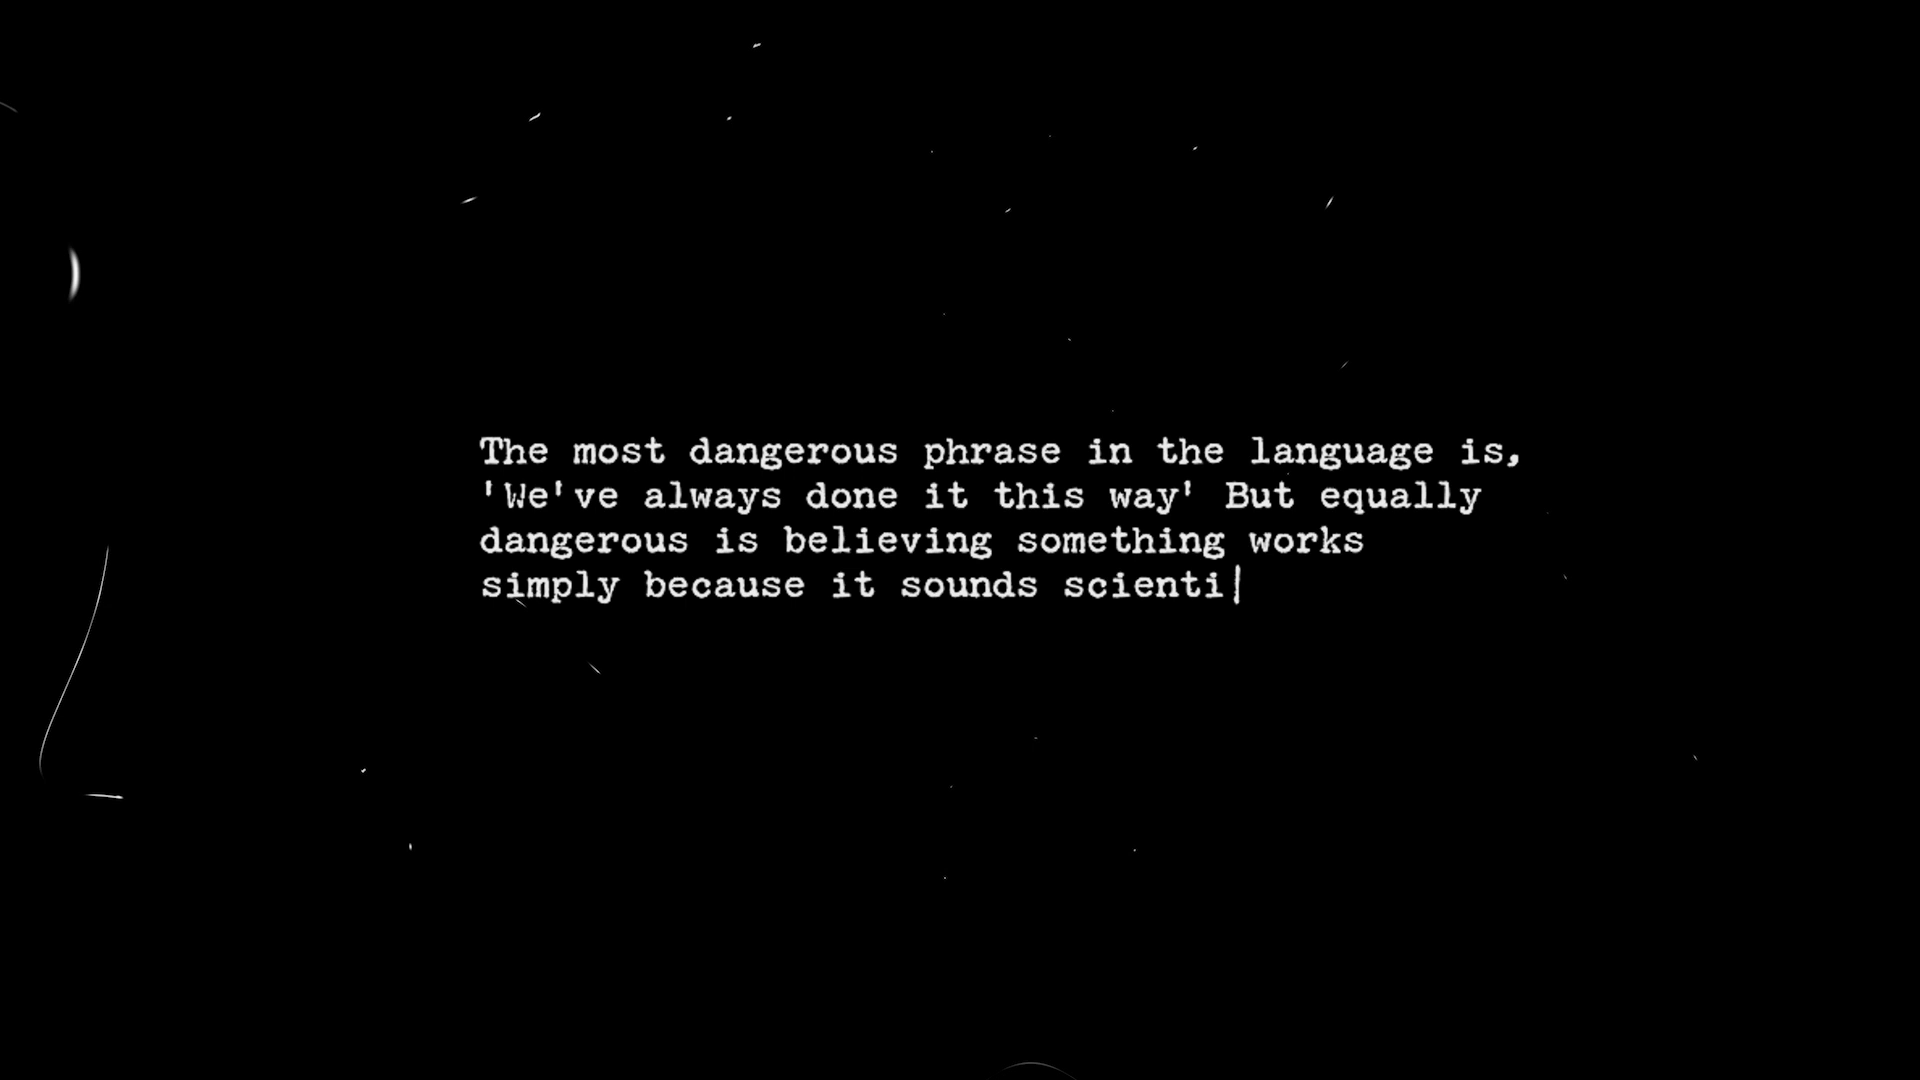 The most dangerous phrase in the language is,
'We've always done it this way' But equally
dangerous is believing something works
simply because it sounds scienti